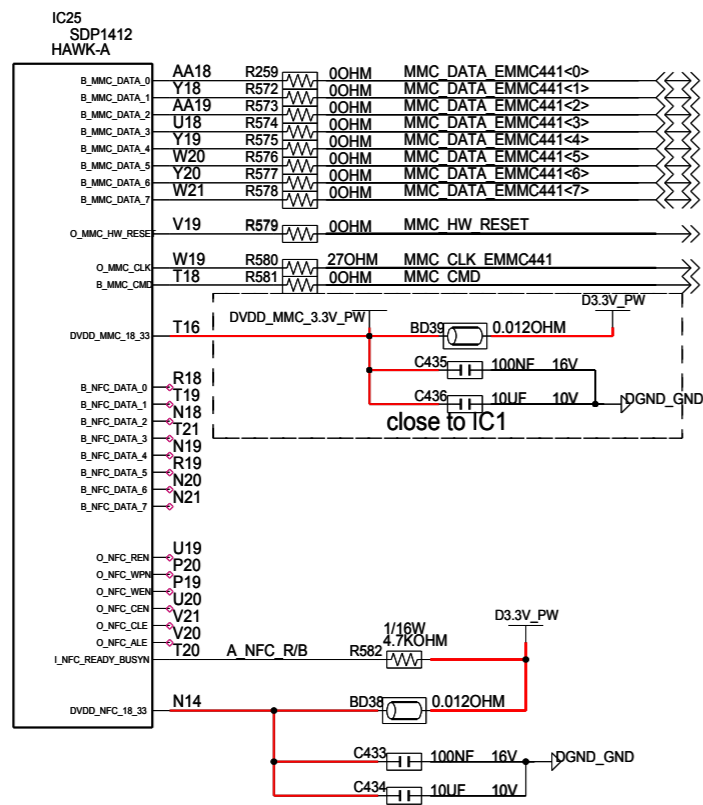 IC25
SDP1412
HAWK-A
B_MMC_DATA_0 AA18 R259 0OHM MMC_DATA_EMMC441<0>
B_MMC_DATA_1 Y18 R572 0OHM MMC_DATA_EMMC441<1>
B_MMC_DATA_2 AA19 R573 0OHM MMC_DATA_EMMC441<2>
B_MMC_DATA_3 U18 R574 0OHM MMC_DATA_EMMC441<3>
B_MMC_DATA_4 Y19 R575 0OHM MMC_DATA_EMMC441<4>
B_MMC_DATA_5 W20 R576 0OHM MMC_DATA_EMMC441<5>
B_MMC_DATA_6 Y20 R577 0OHM MMC_DATA_EMMC441<6>
B_MMC_DATA_7 W21 R578 0OHM MMC_DATA_EMMC441<7>
O_MMC_HW_RESET V19 R579 0OHM MMC_HW_RESET
O_MMC_CLK W19 R580 27OHM MMC_CLK_EMMC441
B_MMC_CMD T18 R581 0OHM MMC_CMD
D3.3V_PW
DVDD_MMC_3.3V_PW
DVDD_MMC_18_33 T16 BD39 0.012OHM
C435 100NF 16V
C436 10UF 10V DGND_GND
close to IC1
B_NFC_DATA_0 R18
B_NFC_DATA_1 T19
B_NFC_DATA_2 N18
B_NFC_DATA_3 T21
B_NFC_DATA_4 N19
B_NFC_DATA_5 R19
B_NFC_DATA_6 N20
B_NFC_DATA_7 N21
O_NFC_REN U19
O_NFC_WPN P20
O_NFC_WEN P19
O_NFC_CEN U20
O_NFC_CLE V21
O_NFC_ALE V20
D3.3V_PW
1/16W
4.7KOHM
I_NFC_READY_BUSYN T20 A_NFC_R/B R582
DVDD_NFC_18_33 N14 BD38 0.012OHM
C433 100NF 16V DGND_GND
C434 10UF 10V